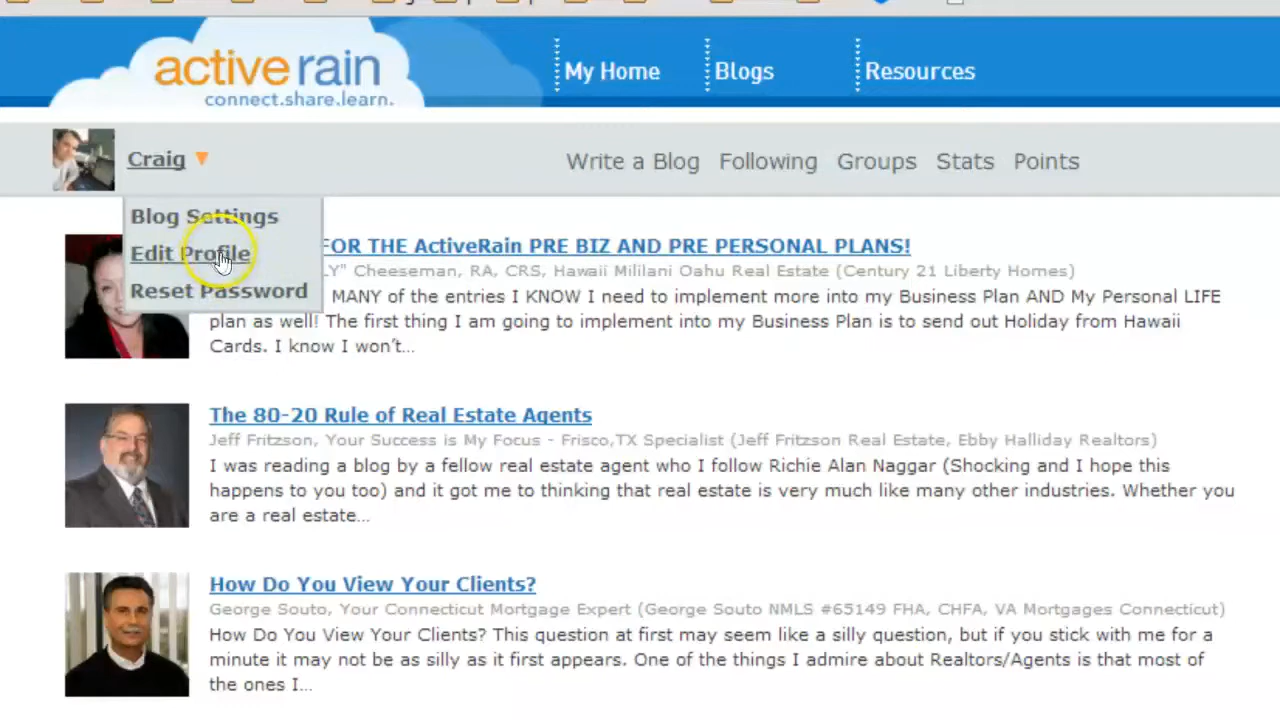 active rain
connect.share.learn.
My Home
Blogs
Resources
Craig
Write a Blog
Following
Groups
Stats
Points
Blog Settings
Edit Profile
Reset Password
FOR THE ActiveRain PRE BIZ AND PRE PERSONAL PLANS!
LY" Cheeseman, RA, CRS, Hawaii Mililani Oahu Real Estate (Century 21 Liberty Homes)
MANY of the entries I KNOW I need to implement more into my Business Plan AND My Personal LIFE
plan as well! The first thing I am going to implement into my Business Plan is to send out Holiday from Hawaii
Cards. I know I won't...
The 80-20 Rule of Real Estate Agents
Jeff Fritzson, Your Success is My Focus - Frisco,TX Specialist (Jeff Fritzson Real Estate, Ebby Halliday Realtors)
I was reading a blog by a fellow real estate agent who I follow Richie Alan Naggar (Shocking and I hope this
happens to you too) and it got me to thinking that real estate is very much like many other industries. Whether you
are a real estate...
How Do You View Your Clients?
George Souto, Your Connecticut Mortgage Expert (George Souto NMLS #65149 FHA, CHFA, VA Mortgages Connecticut)
How Do You View Your Clients? This question at first may seem like a silly question, but if you stick with me for a
minute it may not be as silly as it first appears. One of the things I admire about Realtors/Agents is that most of
the ones I...